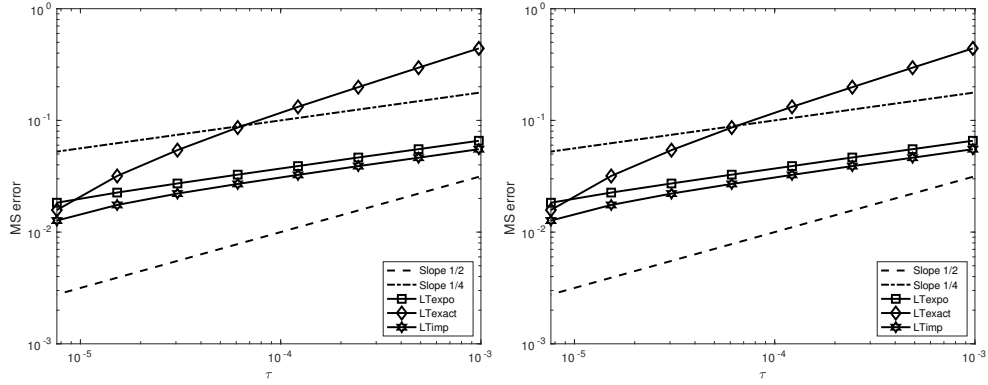 10^0
10^-1
10^-2
10^-3
MS error
10^-5
10^-4
10^-3
τ
Slope 1/2
Slope 1/4
LTexpo
LTexact
LTimp
10^0
10^-1
10^-2
10^-3
MS error
10^-5
10^-4
10^-3
τ
Slope 1/2
Slope 1/4
LTexpo
LTexact
LTimp